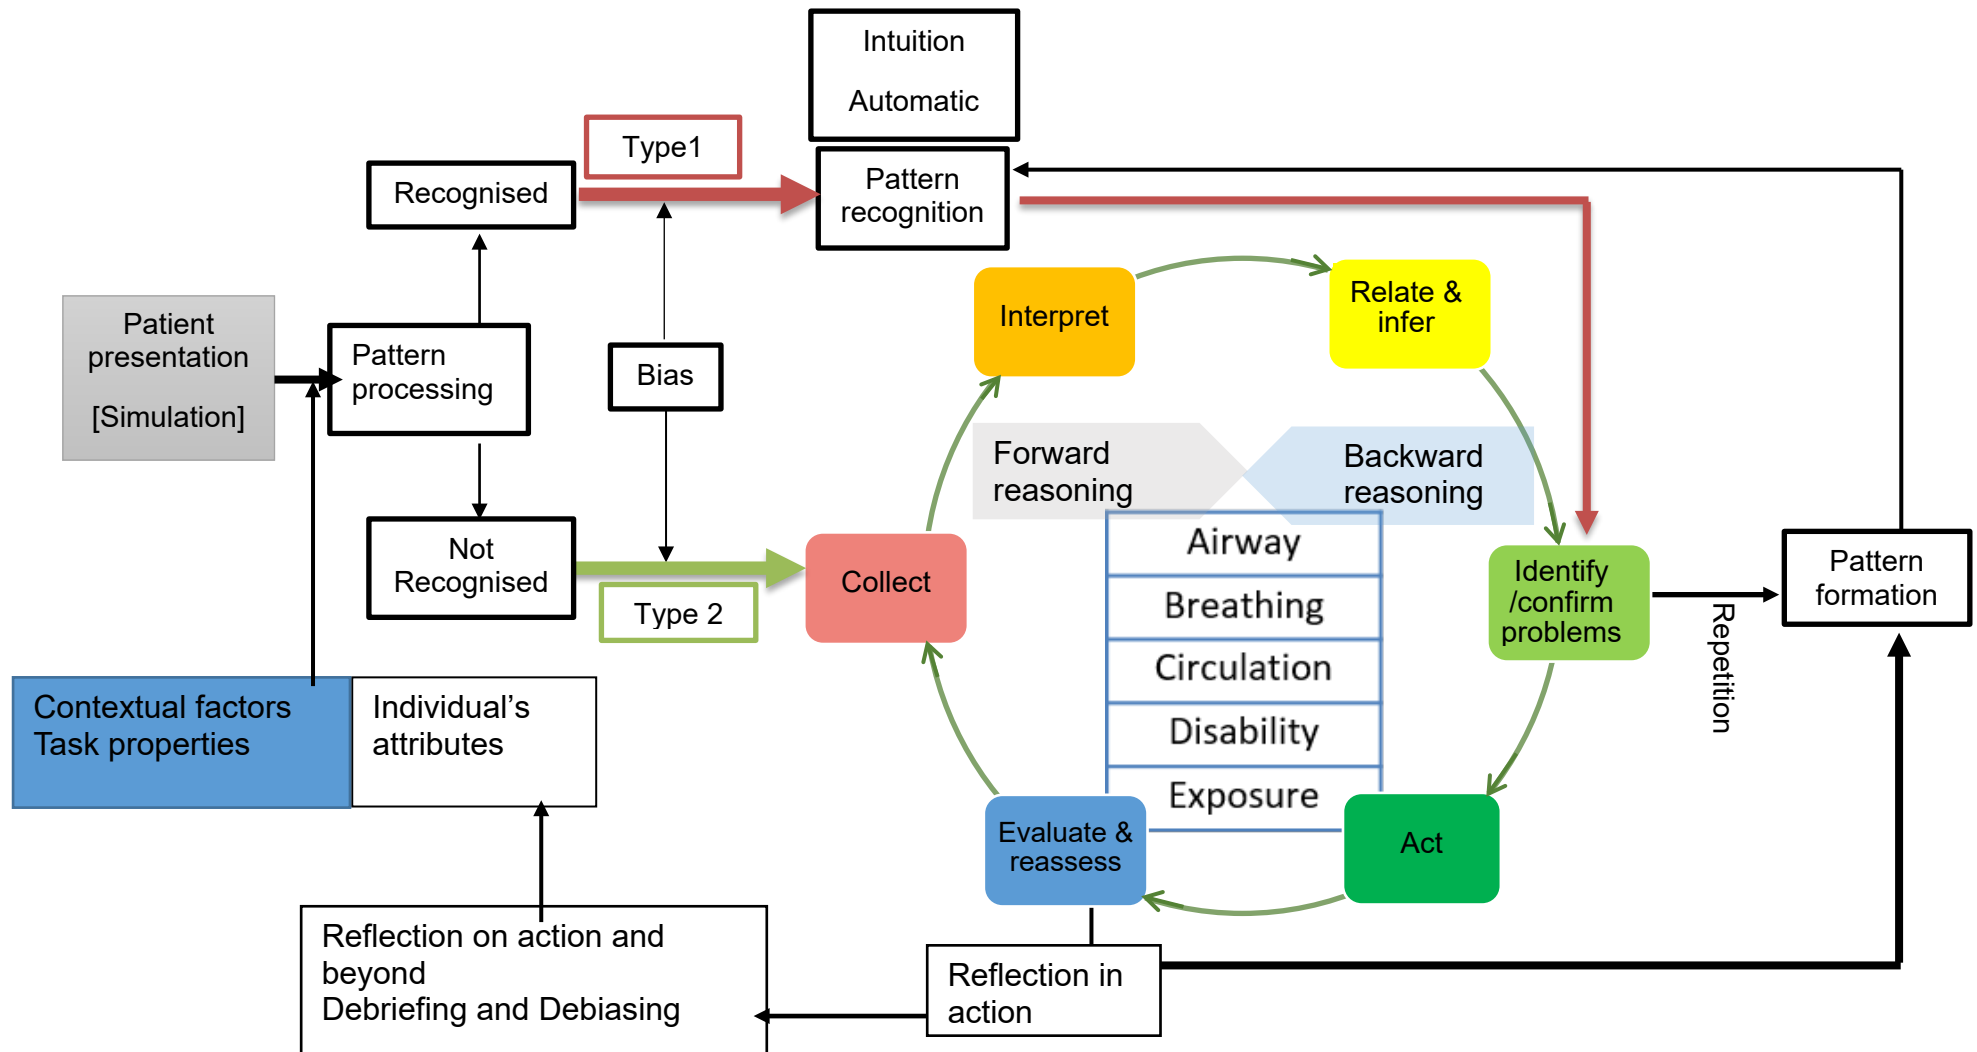 Intuition
Automatic
Type1
Recognised
Pattern
recognition
Patient
presentation
[Simulation]
Pattern
processing
Bias
Interpret
Relate &
infer
Forward
reasoning
Backward
reasoning
Not
Recognised
Type 2
Collect
Airway
Breathing
Circulation
Disability
Exposure
Identify
/confirm
problems
Repetition
Pattern
formation
Contextual factors
Task properties
Individual’s
attributes
Evaluate &
reassess
Act
Reflection on action and
beyond
Debriefing and Debiasing
Reflection in
action